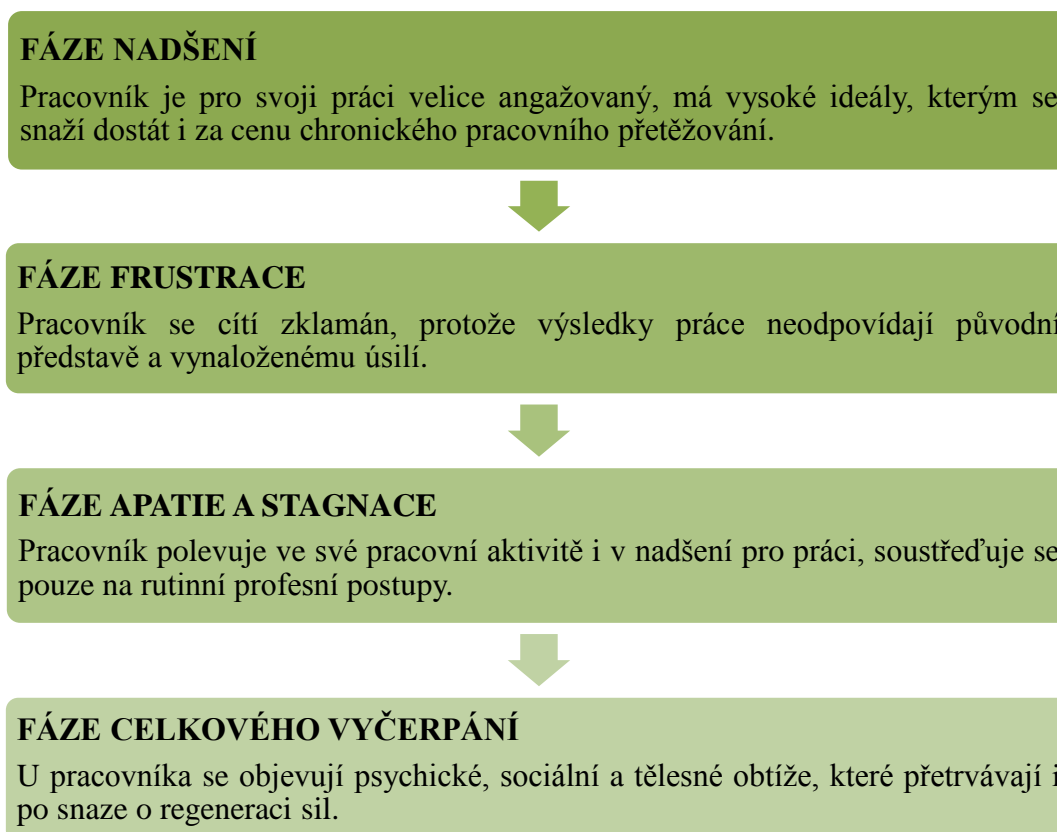 FÁZE NADŠENÍ
Pracovník je pro svoji práci velice angažovaný, má vysoké ideály, kterým se
snaží dostát i za cenu chronického pracovního přetěžování.
FÁZE FRUSTRACE
Pracovník se cítí zklamán, protože výsledky práce neodpovídají původní
představě a vynaloženému úsilí.
FÁZE APATIE A STAGNACE
Pracovník polevuje ve své pracovní aktivitě i v nadšení pro práci, soustřeďuje se
pouze na rutinní profesní postupy.
FÁZE CELKOVÉHO VYČERPÁNÍ
U pracovníka se objevují psychické, sociální a tělesné obtíže, které přetrvávají i
po snaze o regeneraci sil.